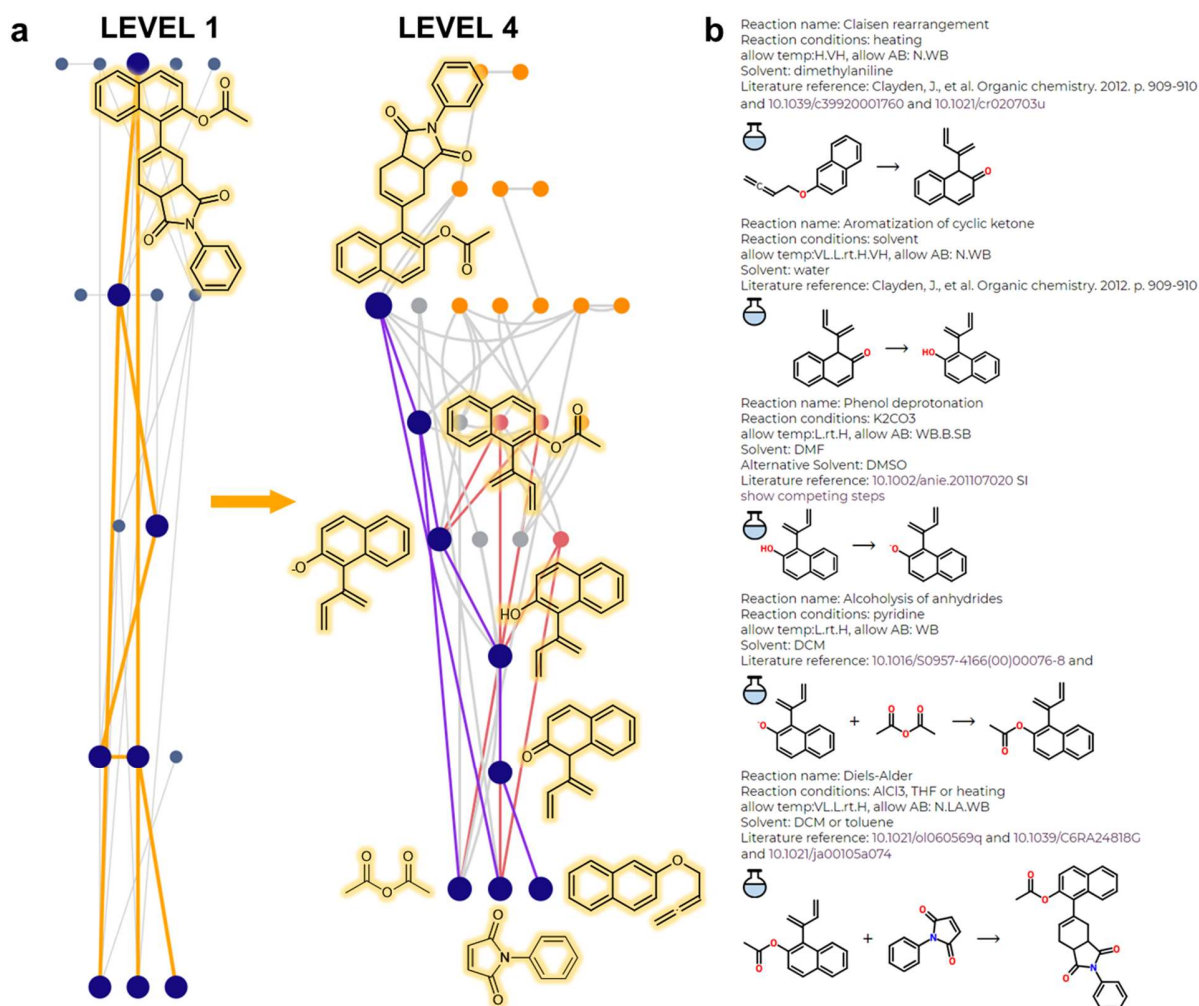 a
LEVEL 1
LEVEL 4
O
O
O
N
O
N
O
O
O
O
O
O
-O
HO
O
O
O
O
O
O
N
O
b
Reaction name: Claisen rearrangement
Reaction conditions: heating
allow temp:H.VH, allow AB: N.WB
Solvent: dimethylaniline
Literature reference: Clayden, J., et al. Organic chemistry. 2012. p. 909-910
and 10.1039/c39920001760 and 10.1021/cr020703u
C
O
O
Reaction name: Aromatization of cyclic ketone
Reaction conditions: solvent
allow temp:VL.L.rt.H.VH, allow AB: N.WB
Solvent: water
Literature reference: Clayden, J., et al. Organic chemistry. 2012. p. 909-910
O
HO
Reaction name: Phenol deprotonation
Reaction conditions: K2CO3
allow temp:L.rt.H, allow AB: WB.B.SB
Solvent: DMF
Alternative Solvent: DMSO
Literature reference: 10.1002/anie.201107020 SI
show competing steps
HO
-O
Reaction name: Alcoholysis of anhydrides
Reaction conditions: pyridine
allow temp:L.rt.H, allow AB: WB
Solvent: DCM
Literature reference: 10.1016/S0957-4166(00)00076-8 and
-O
+
O
O
O
O
O
Reaction name: Diels-Alder
Reaction conditions: AlCl3, THF or heating
allow temp:VL.L.rt.H, allow AB: N.LA.WB
Solvent: DCM or toluene
Literature reference: 10.1021/ol060569q and 10.1039/C6RA24818G
and 10.1021/ja00105a074
O
O
+
O
N
O
O
O
O
N
O